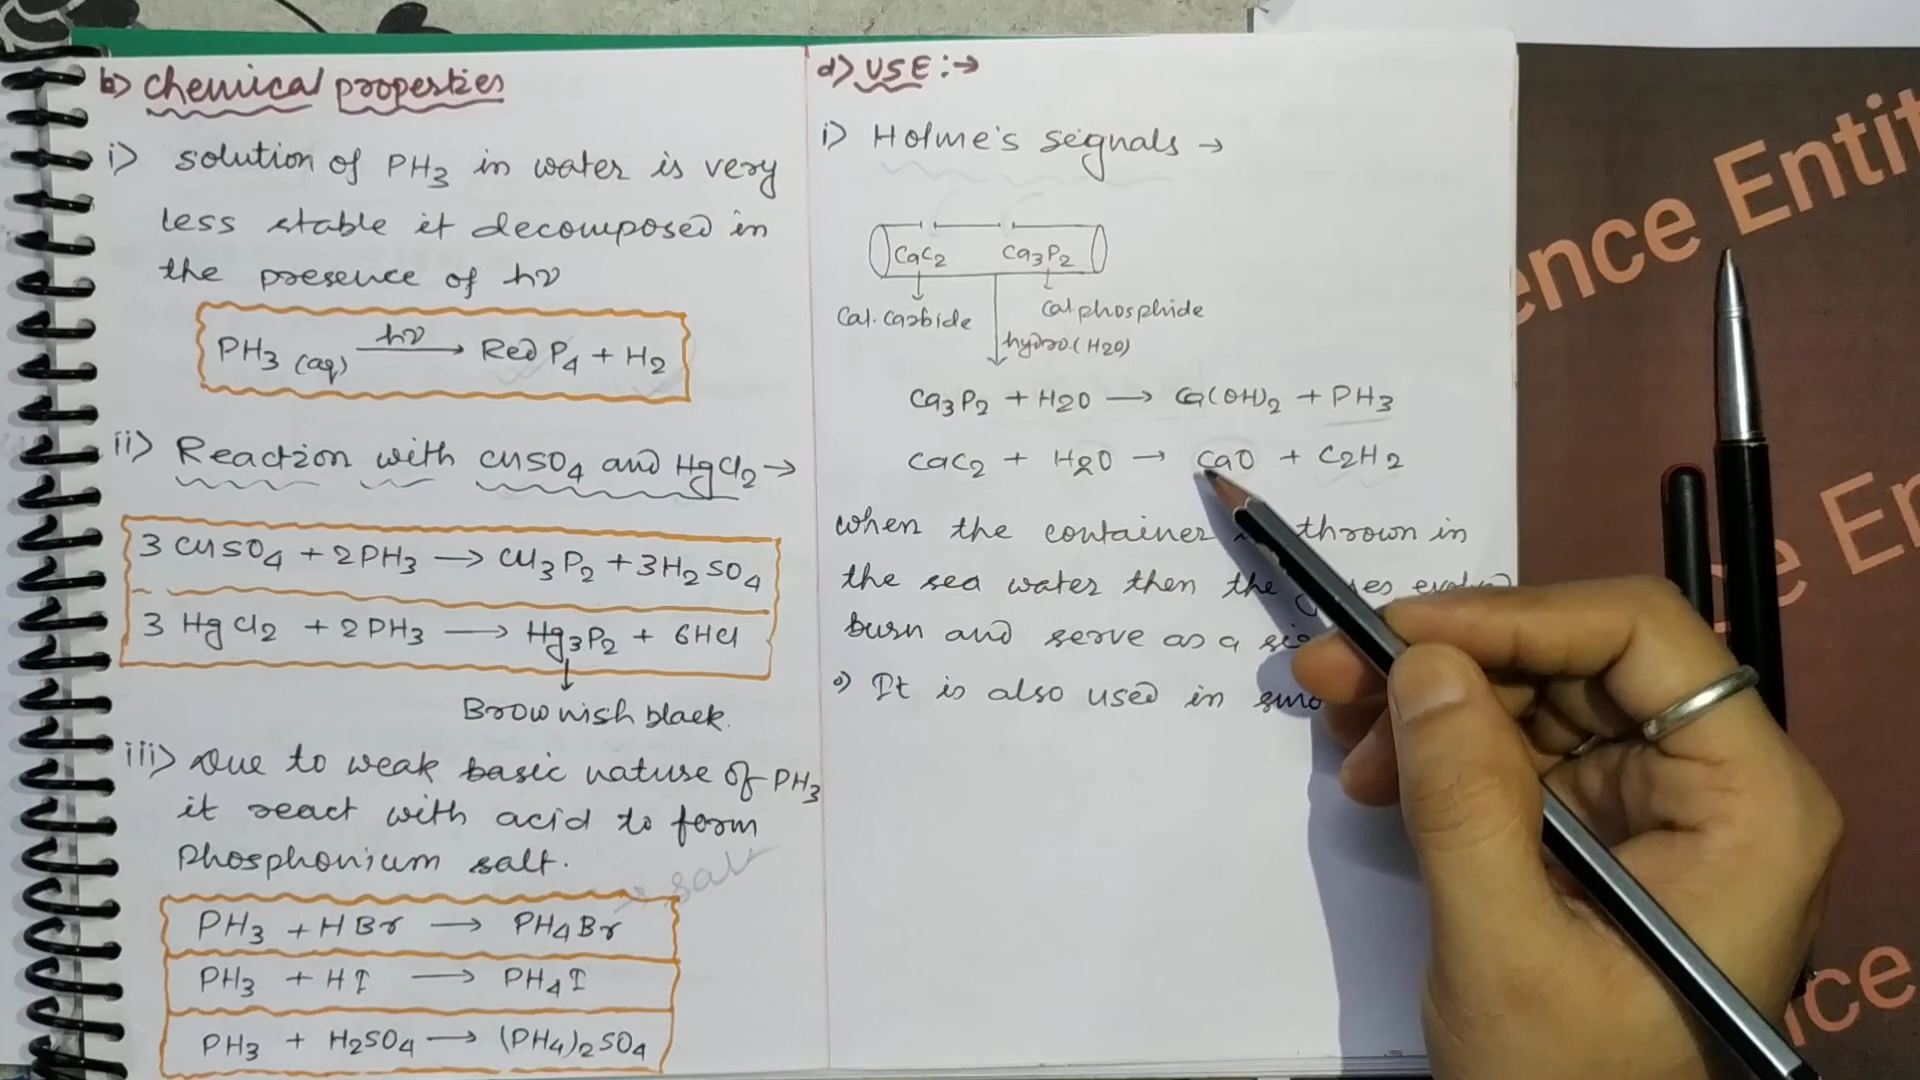 b) Chemical properties
i) solution of PH3 in water is very
less stable it decomposed in
the presence of hν
PH3 (aq) hν → Red P4 + H2
ii) Reaction with CuSO4 and HgCl2 →
3 CuSO4 + 2PH3 → Cu3P2 + 3H2SO4
3 HgCl2 + 2PH3 → Hg3P2 + 6HCl
Brownish black.
iii) Due to weak basic nature of PH3
it react with acid to form
Phosphonium salt.
salt
PH3 + HBr → PH4Br
PH3 + HI → PH4I
PH3 + H2SO4 → (PH4)2SO4
d) USE :→
i) Holme's segnals →
CaC2 Ca3P2
Cal. carbide cal.phosphide
hydro.(H2O)
Ca3P2 + H2O → Ca(OH)2 + PH3
CaC2 + H2O → CaO + C2H2
when the container thrown in
the sea water then the
burn and serve as a
It is also used in
ence Entit
e En
ce